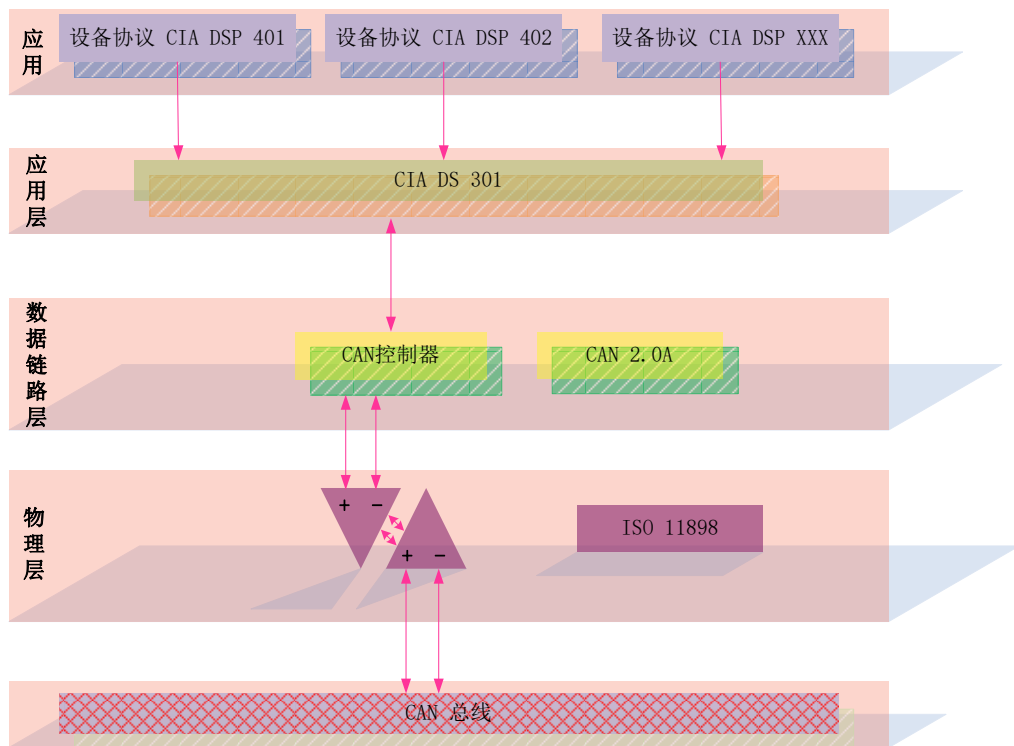 应用
设备协议 CIA DSP 401
设备协议 CIA DSP 402
设备协议 CIA DSP XXX
应用层
CIA DS 301
数据链路层
CAN控制器
CAN 2.0A
物理层
+ −
+ −
ISO 11898
CAN 总线